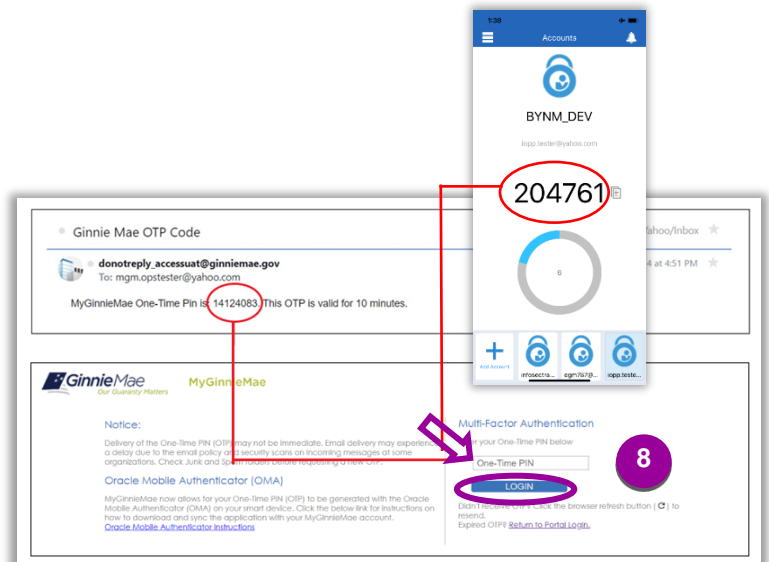 1:39
Accounts
BYNM_DEV
iopp.tester@yahoo.com
204761
6
Add Account
infosectra...
egm767@...
iopp.teste...
Ginnie Mae OTP Code
/Inbox
donotreply_accessuat@ginniemae.gov
4 at 4:51 PM
To: mgm.opstester@yahoo.com
MyGinnieMae One-Time Pin is: 14124083. This OTP is valid for 10 minutes.
GinnieMae
Our Guaranty Matters
MyGinnieMae
Notice:
Delivery of the One-Time PIN (OTP) may not be immediate. Email delivery may experience
a delay due to the email policy and security scans on incoming messages at some
organizations. Check Junk and Spam folders before requesting a new OTP.
Oracle Mobile Authenticator (OMA)
MyGinnieMae now allows for your One-Time PIN (OTP) to be generated with the Oracle
Mobile Authenticator (OMA) on your smart device. Click the below link for instructions on
how to download and sync the application with your MyGinnieMae account.
Oracle Mobile Authenticator Instructions
Multi-Factor Authentication
your One-Time PIN below
One-Time PIN
LOGIN
8
Didn't receive OTP? Click the browser refresh button ( ) to
resend.
Expired OTP? Return to Portal Login.